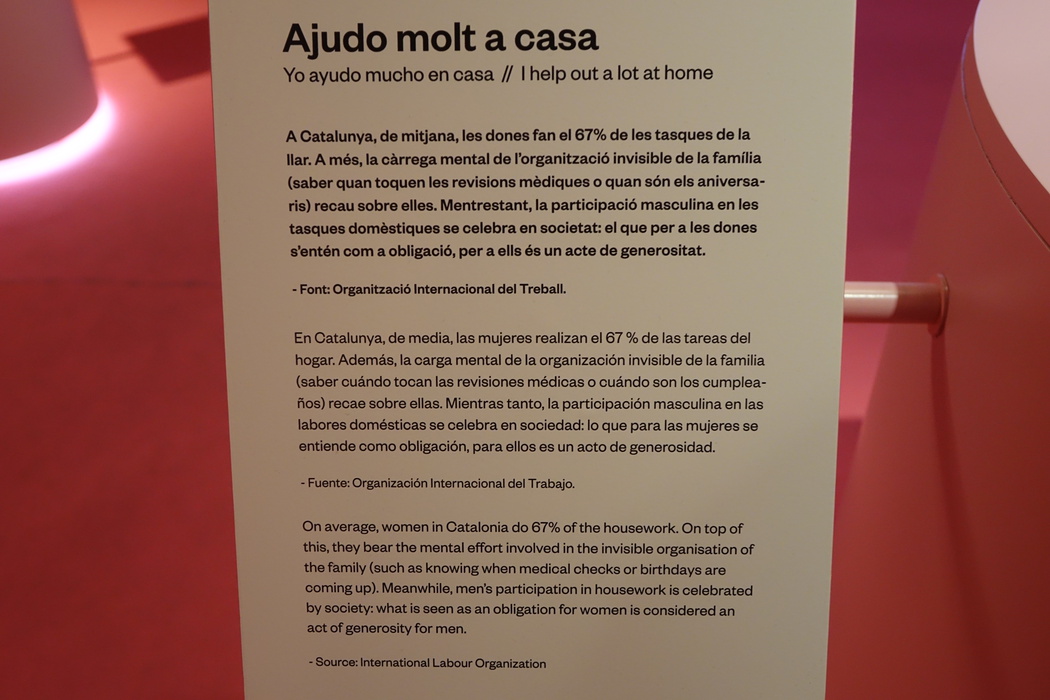 Ajudo molt a casa
Yo ayudo mucho en casa // I help out a lot at home
A Catalunya, de mitjana, les dones fan el 67% de les tasques de la
llar. A més, la càrrega mental de l'organització invisible de la família
(saber quan toquen les revisions mèdiques o quan són els aniversa-
ris) recau sobre elles. Mentrestant, la participació masculina en les
tasques domèstiques se celebra en societat: el que per a les dones
s'entén com a obligació, per a ells és un acte de generositat.
- Font: Organització Internacional del Treball.
En Catalunya, de media, las mujeres realizan el 67 % de las tareas del
hogar. Además, la carga mental de la organización invisible de la familia
(saber cuándo tocan las revisiones médicas o cuándo son los cumplea-
ños) recae sobre ellas. Mientras tanto, la participación masculina en las
labores domésticas se celebra en sociedad: lo que para las mujeres se
entiende como obligación, para ellos es un acto de generosidad.
- Fuente: Organización Internacional del Trabajo.
On average, women in Catalonia do 67% of the housework. On top of
this, they bear the mental effort involved in the invisible organisation of
the family (such as knowing when medical checks or birthdays are
coming up). Meanwhile, men's participation in housework is celebrated
by society: what is seen as an obligation for women is considered an
act of generosity for men.
- Source: International Labour Organization